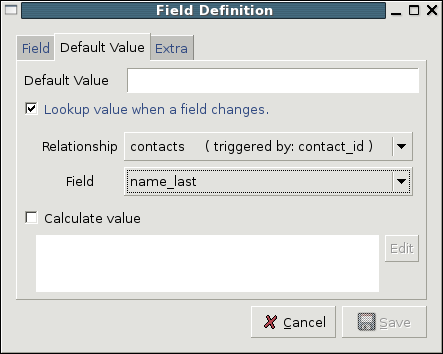 Field Definition
Field Default Value Extra
Default Value
Lookup value when a field changes.
Relationship contacts ( triggered by: contact_id )
Field name_last
Calculate value
Edit
Cancel Save